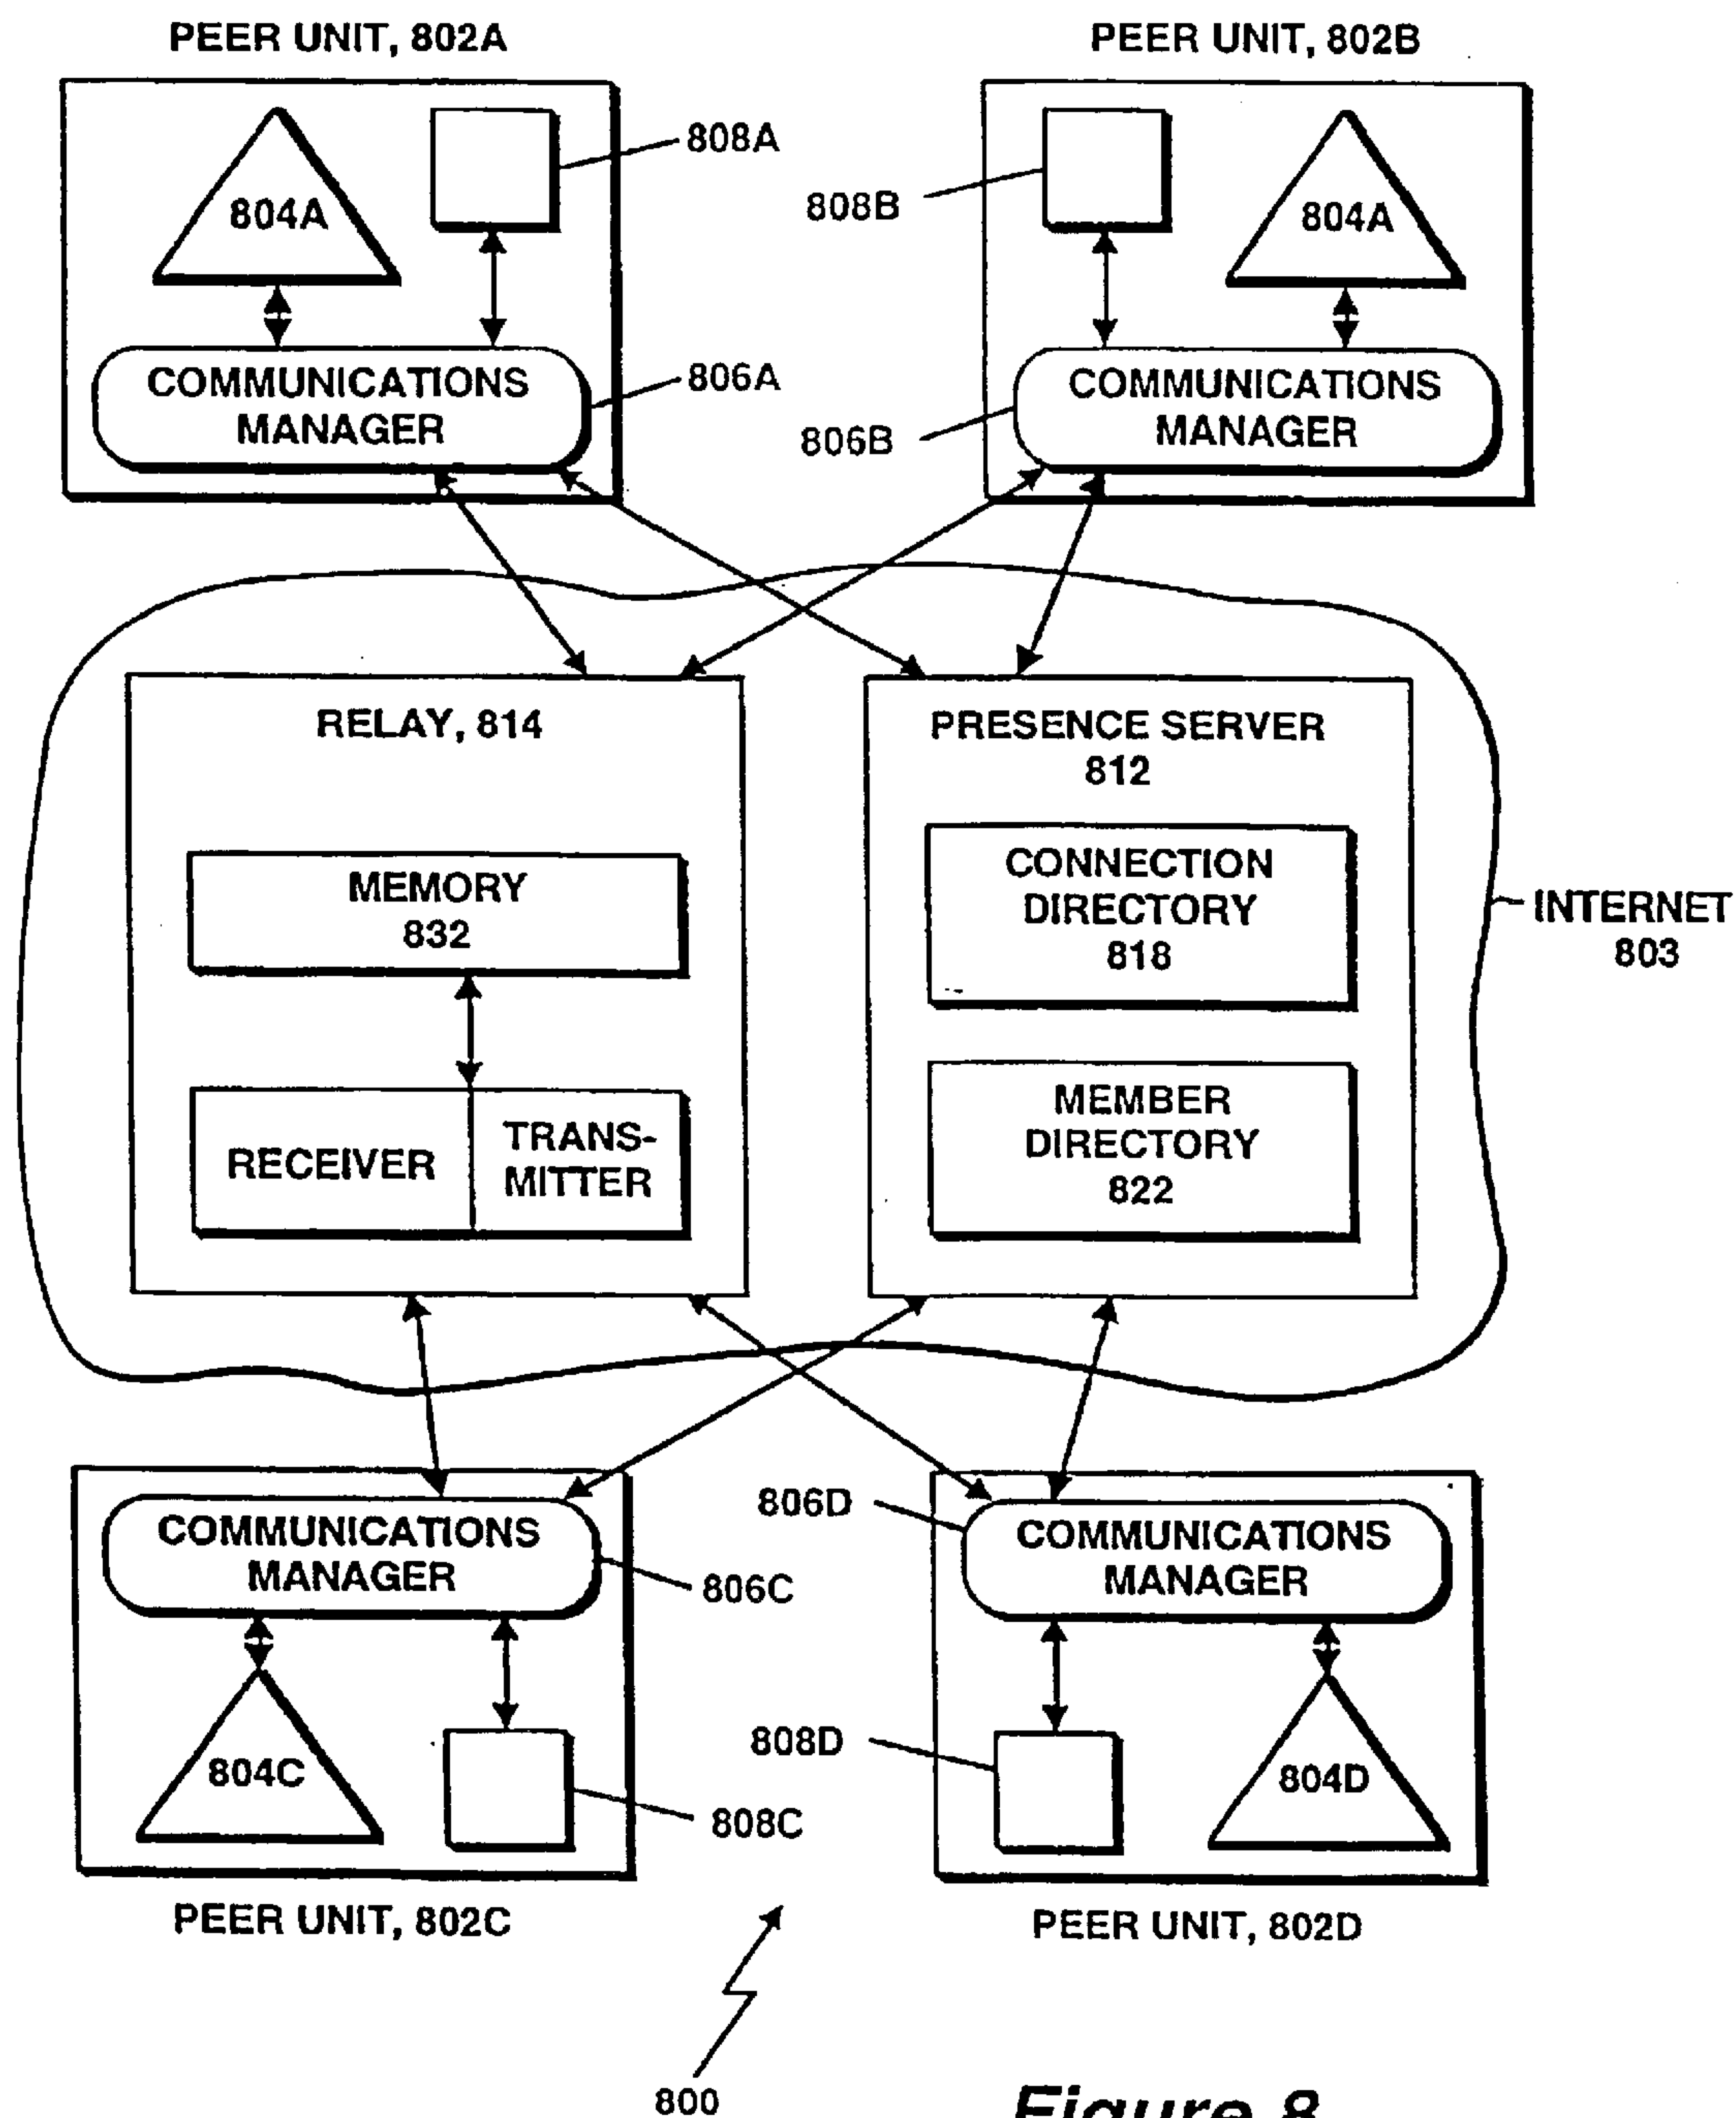 PEER UNIT, 802A
PEER UNIT, 802B
804A
808A
808B
804A
COMMUNICATIONS
MANAGER
806A
806B
COMMUNICATIONS
MANAGER
RELAY, 814
MEMORY
832
RECEIVER
TRANS-
MITTER
PRESENCE SERVER
812
CONNECTION
DIRECTORY
818
MEMBER
DIRECTORY
822
INTERNET
803
COMMUNICATIONS
MANAGER
806C
806D
COMMUNICATIONS
MANAGER
804C
808C
808D
804D
PEER UNIT, 802C
PEER UNIT, 802D
800
Figure 8